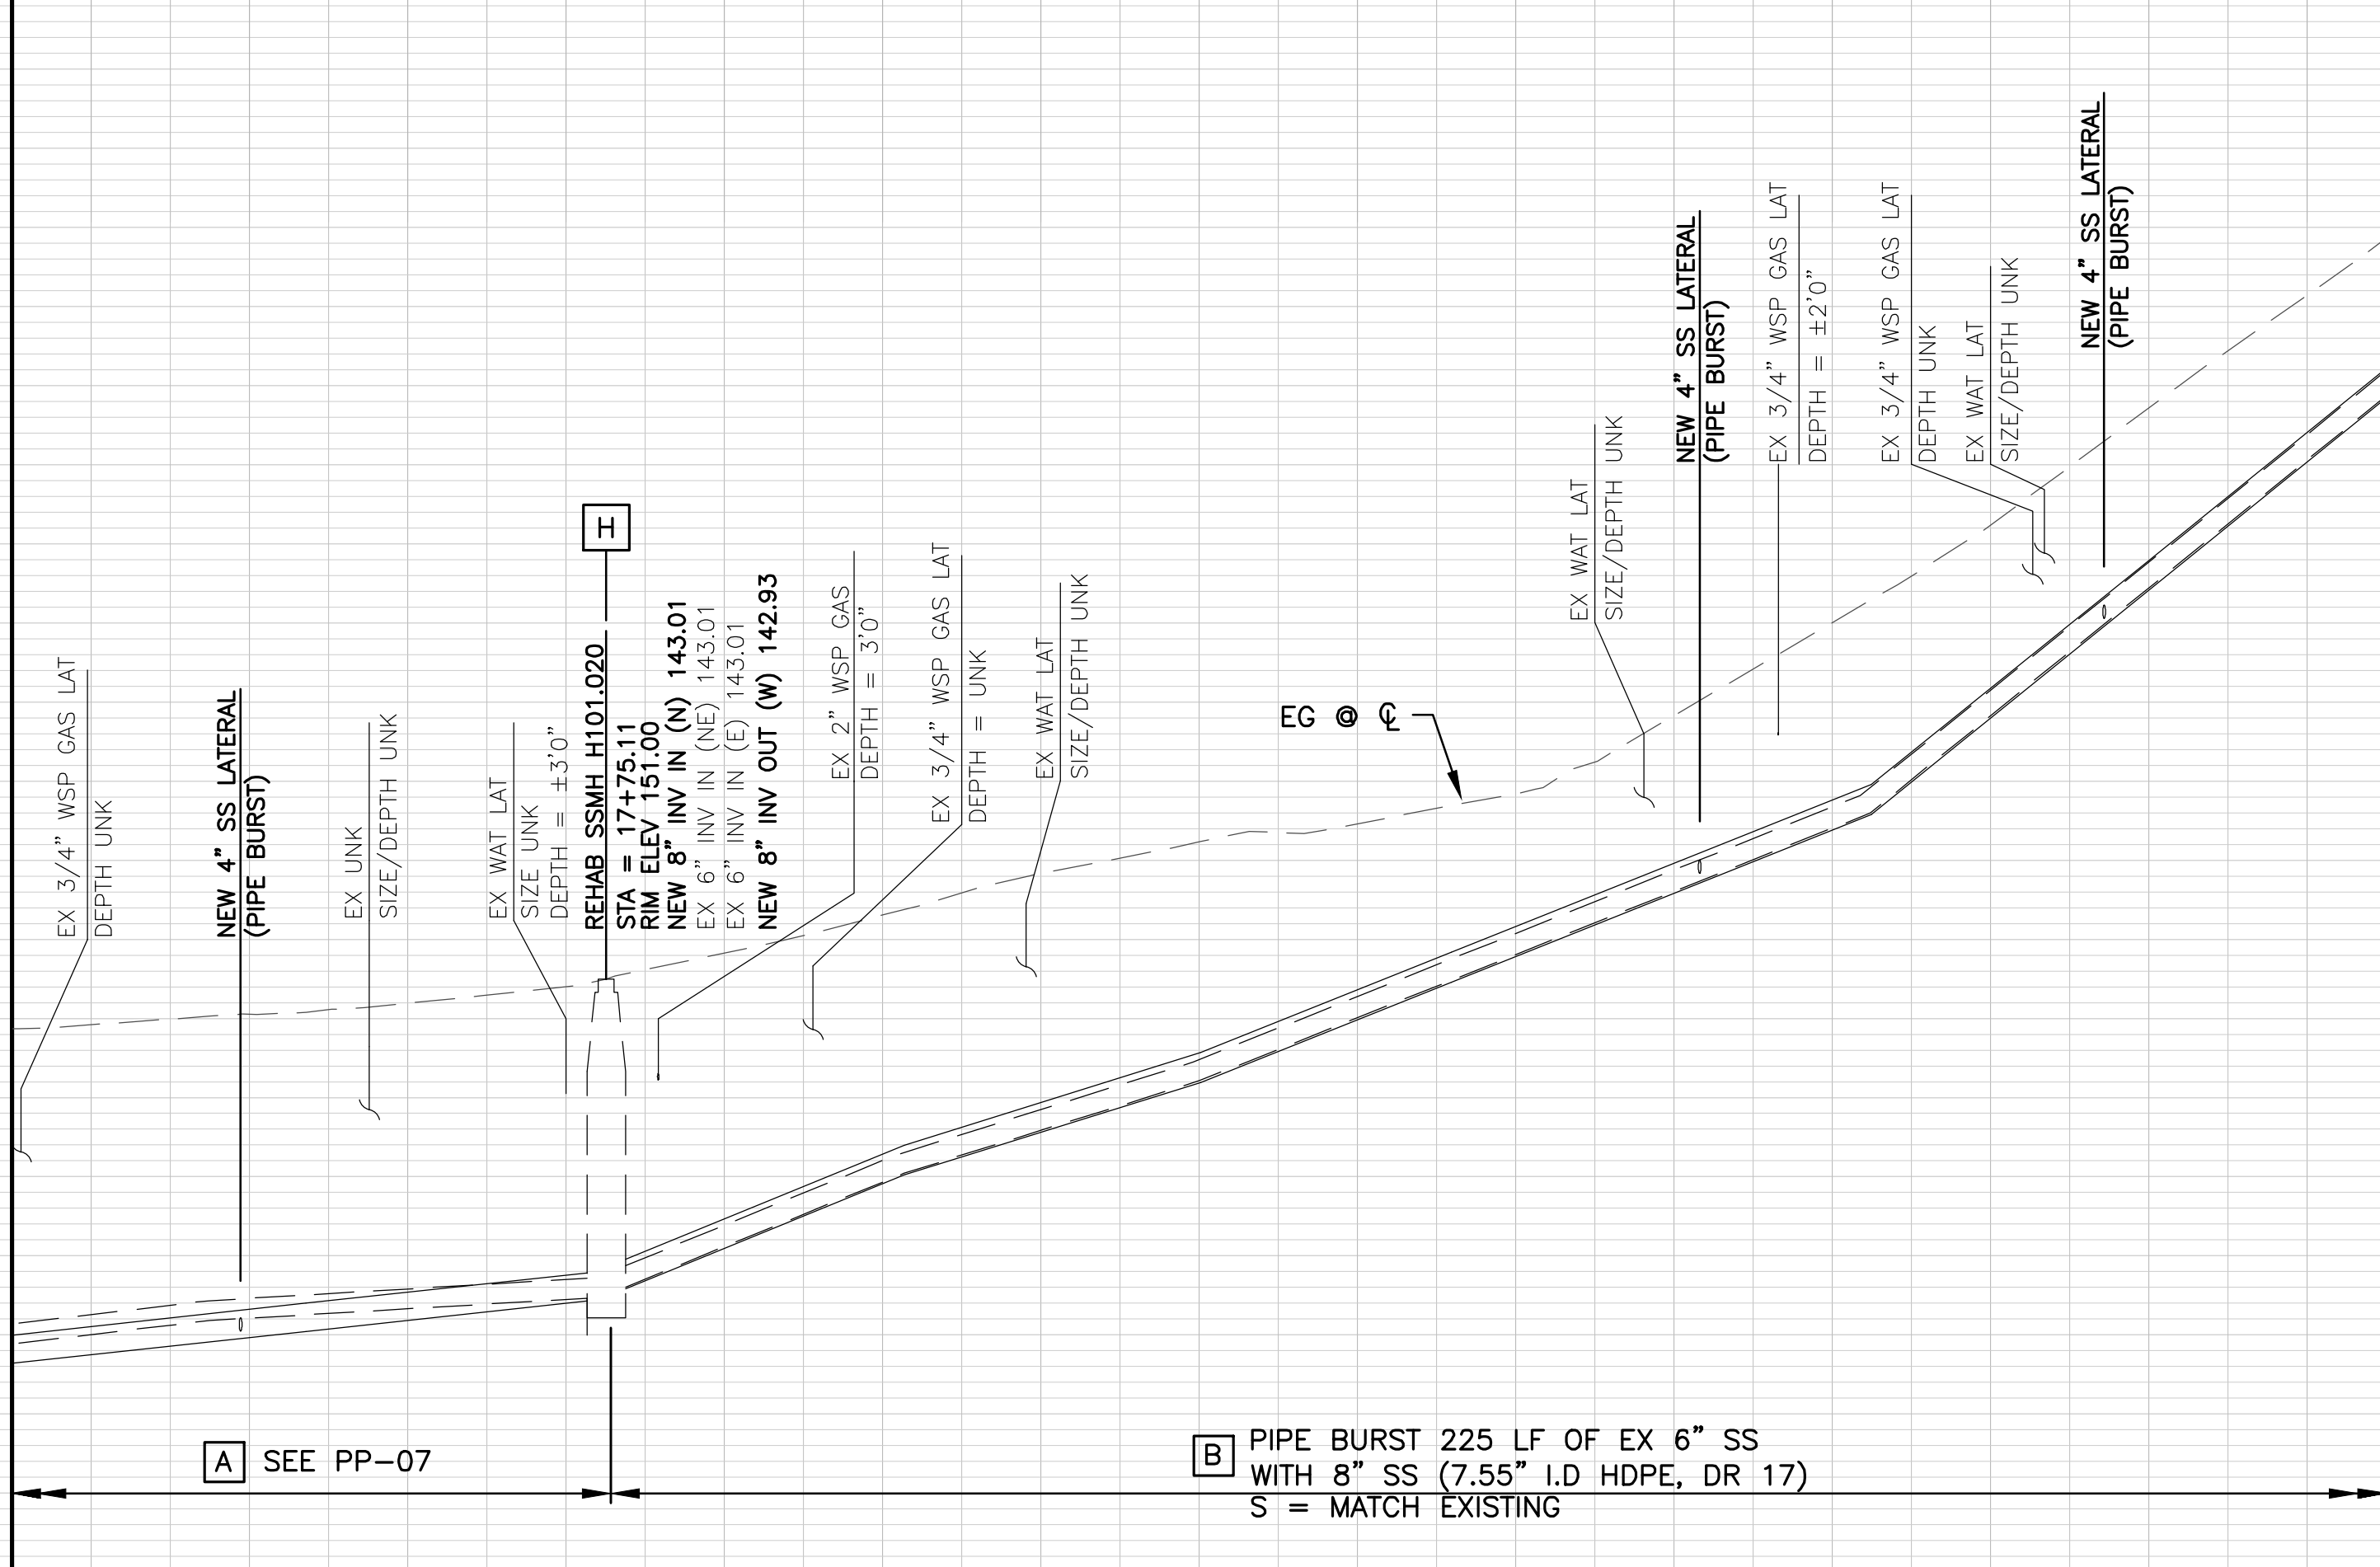 EX 3/4" WSP GAS LAT
DEPTH UNK
NEW 4" SS LATERAL
(PIPE BURST)
EX UNK
SIZE/DEPTH UNK
EX WAT LAT
SIZE UNK
DEPTH = ±3'0"
H
REHAB SSMH H101.020
STA = 17+75.11
RIM ELEV 151.00
NEW 8" INV IN (N) 143.01
EX 6" INV IN (NE) 143.01
EX 6" INV IN (E) 143.01
NEW 8" INV OUT (W) 142.93
EX 2" WSP GAS
DEPTH = 3'0"
EX 3/4" WSP GAS LAT
DEPTH = UNK
EX WAT LAT
SIZE/DEPTH UNK
EG @ ℄
EX WAT LAT
SIZE/DEPTH UNK
NEW 4" SS LATERAL
(PIPE BURST)
EX 3/4" WSP GAS LAT
DEPTH = ±2'0"
EX 3/4" WSP GAS LAT
DEPTH UNK
EX WAT LAT
SIZE/DEPTH UNK
NEW 4" SS LATERAL
(PIPE BURST)
A SEE PP-07
B PIPE BURST 225 LF OF EX 6" SS
WITH 8" SS (7.55" I.D HDPE, DR 17)
S = MATCH EXISTING